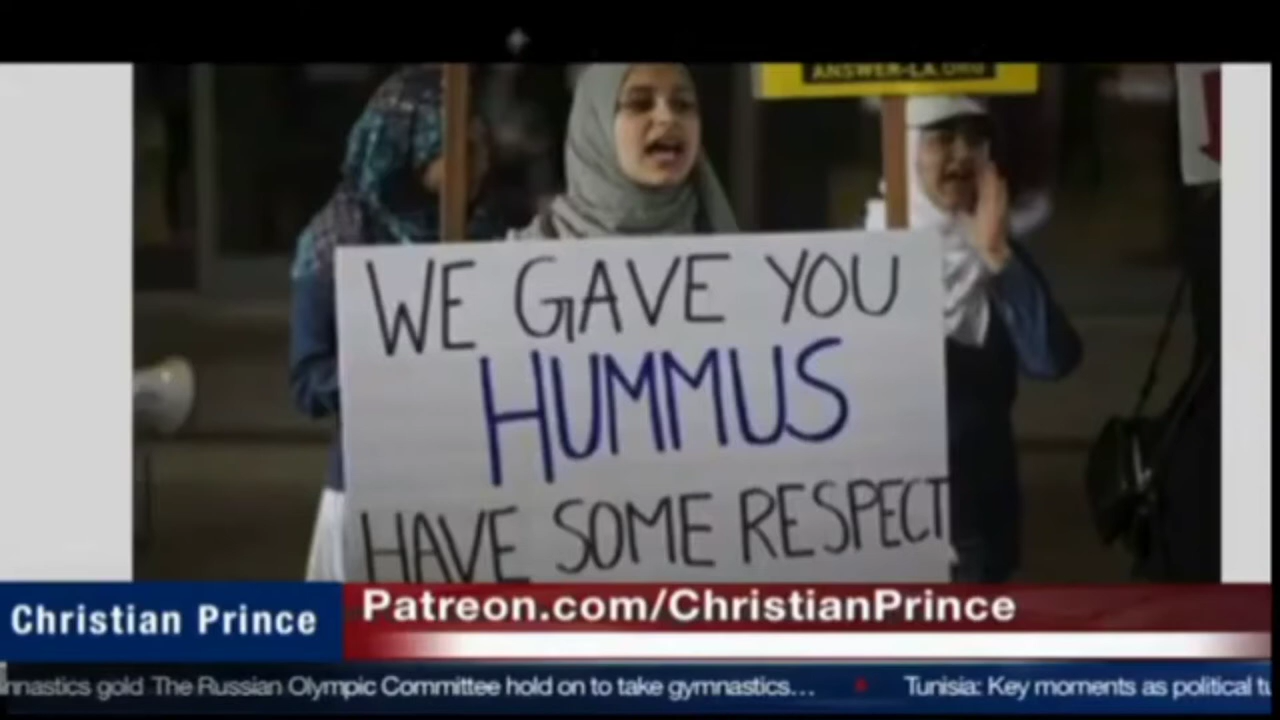 ANSWER-LA.ORG
WE GAVE YOU
HUMMUS
HAVE SOME RESPECT
Christian Prince
Patreon.com/ChristianPrince
gold The Russian Olympic Committee hold on to take gymnastics... Tunisia: Key moments as political